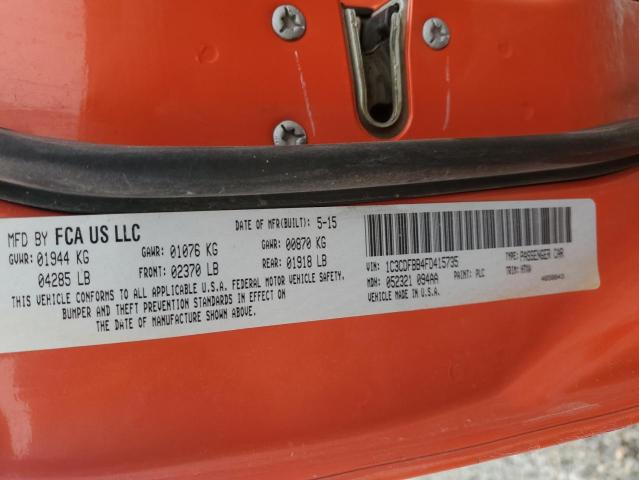 MFD BY FCA US LLC
DATE OF MFR(BUILT): 5-15
GVWR: 01944 KG
GAWR: 01076 KG
GAWR: 00870 KG
04285 LB
FRONT: 02370 LB
REAR: 01918 LB
THIS VEHICLE CONFORMS TO ALL APPLICABLE U.S.A. FEDERAL MOTOR VEHICLE SAFETY,
BUMPER AND THEFT PREVENTION STANDARDS IN EFFECT ON
THE DATE OF MANUFACTURE SHOWN ABOVE.
VIN: 1C3CDFBB4FD415735
TYPE: PASSENGER CAR
MDH: 052321 094AA
PAINT: PLC
TRIM:
MADE IN U.S.A.